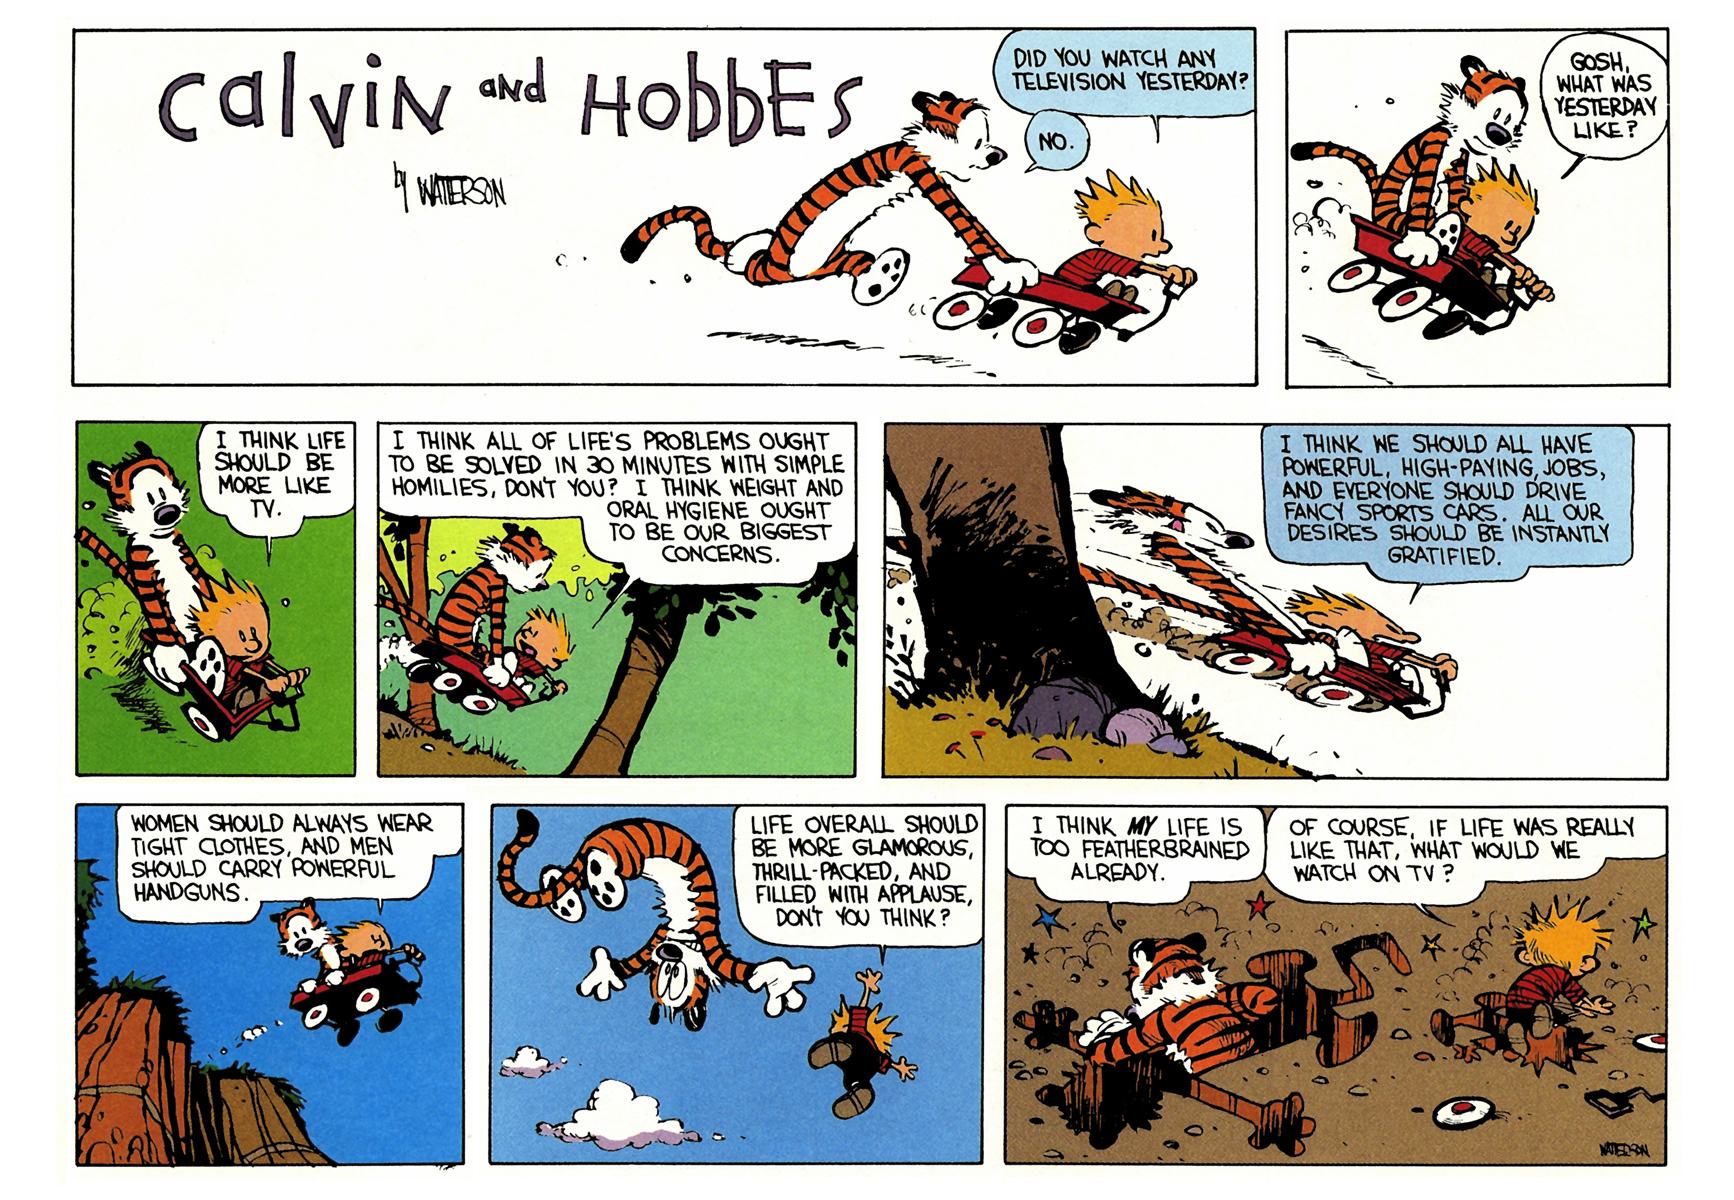 Calvin and Hobbes
by Watterson
DID YOU WATCH ANY
TELEVISION YESTERDAY?
NO.
GOSH,
WHAT WAS
YESTERDAY
LIKE?
I THINK LIFE
SHOULD BE
MORE LIKE
TV.
I THINK ALL OF LIFE'S PROBLEMS OUGHT
TO BE SOLVED IN 30 MINUTES WITH SIMPLE
HOMILIES, DON'T YOU? I THINK WEIGHT AND
ORAL HYGIENE OUGHT
TO BE OUR BIGGEST
CONCERNS.
I THINK WE SHOULD ALL HAVE
POWERFUL, HIGH-PAYING, JOBS,
AND EVERYONE SHOULD DRIVE
FANCY SPORTS CARS. ALL OUR
DESIRES SHOULD BE INSTANTLY
GRATIFIED.
WOMEN SHOULD ALWAYS WEAR
TIGHT CLOTHES, AND MEN
SHOULD CARRY POWERFUL
HANDGUNS.
LIFE OVERALL SHOULD
BE MORE GLAMOROUS,
THRILL-PACKED, AND
FILLED WITH APPLAUSE,
DON'T YOU THINK?
I THINK MY LIFE IS
TOO FEATHERBRAINED
ALREADY.
OF COURSE, IF LIFE WAS REALLY
LIKE THAT, WHAT WOULD WE
WATCH ON TV?
WATTERSON